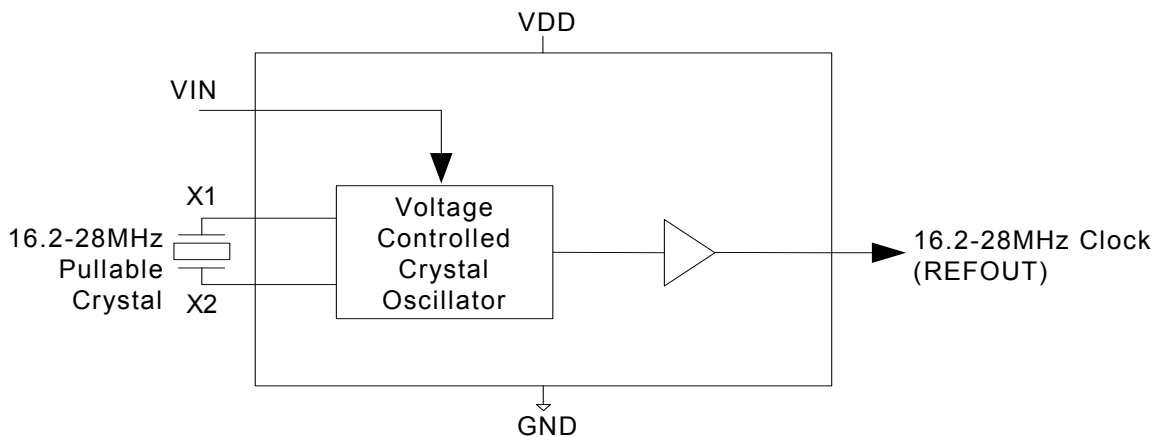 VDD
VIN
X1
16.2-28MHz
Pullable
Crystal
X2
Voltage
Controlled
Crystal
Oscillator
16.2-28MHz Clock
(REFOUT)
GND